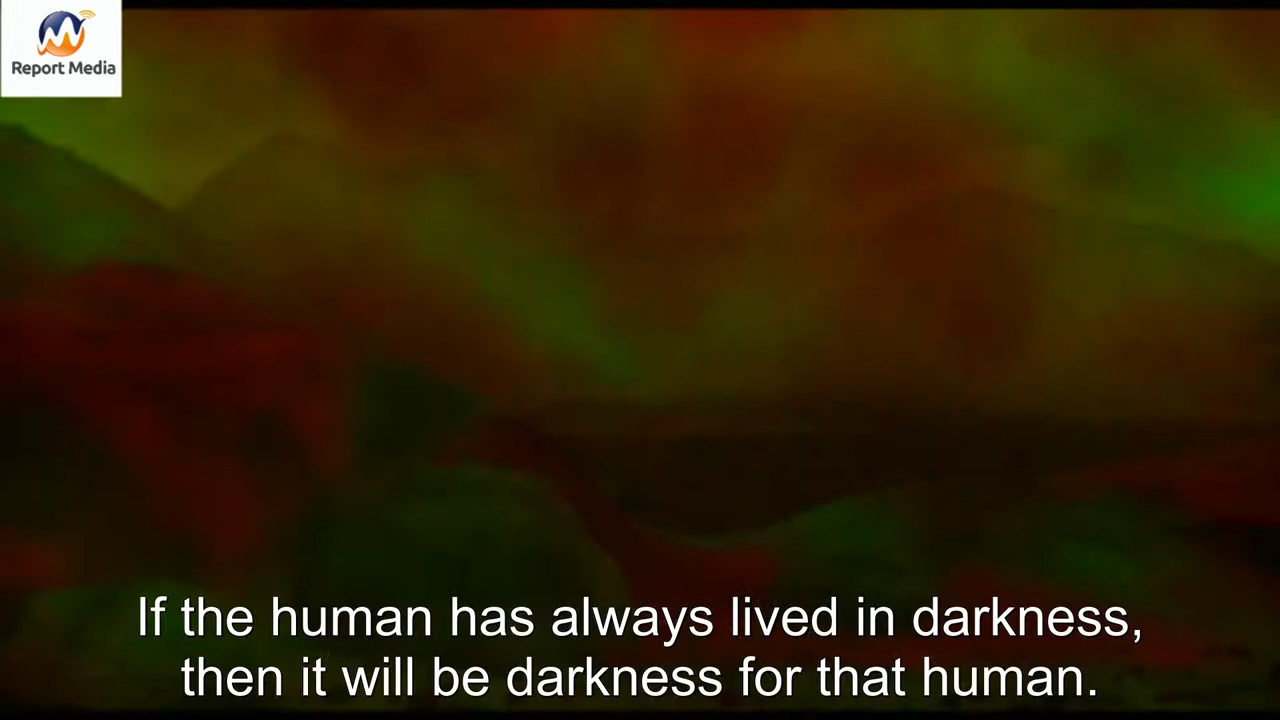 Report Media
If the human has always lived in darkness,
then it will be darkness for that human.